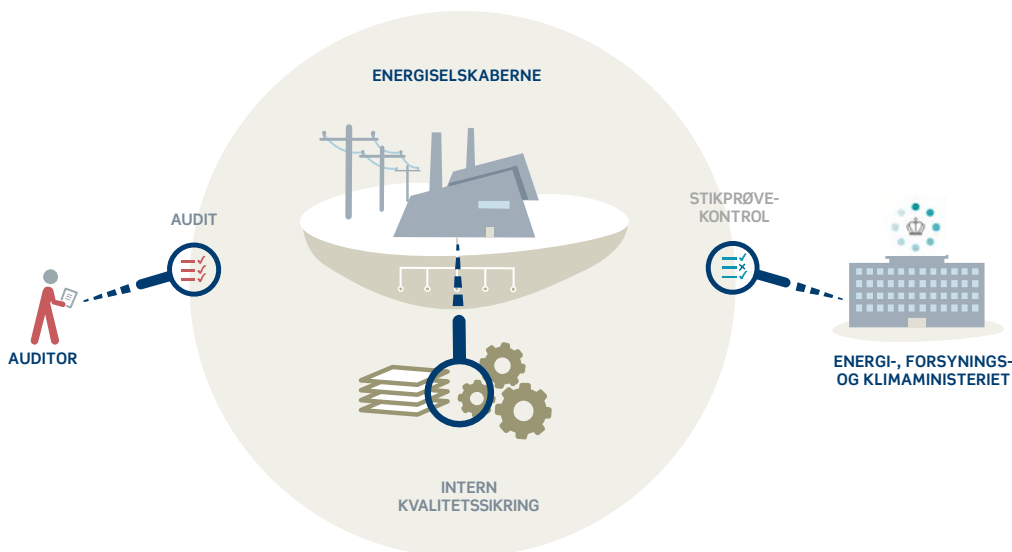 ENERGISELSKABERNE
AUDIT
STIKPRØVE-
KONTROL
AUDITOR
ENERGI-, FORSYNINGS-
OG KLIMAMINISTERIET
INTERN
KVALITETSSIKRING